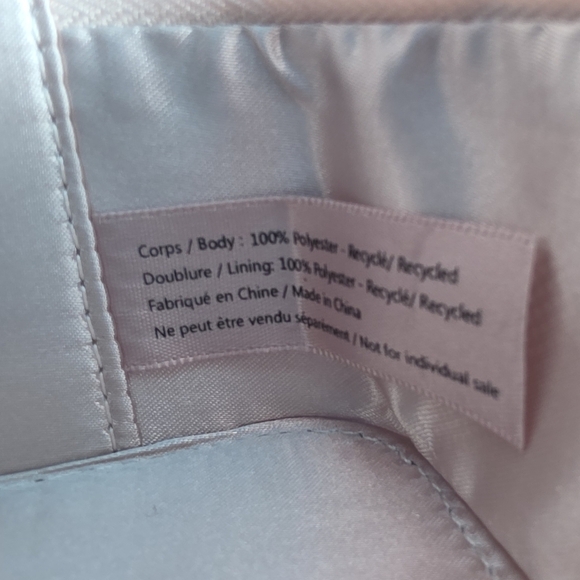 Corps / Body : 100% Polyester - Recyclé/ Recycled
Doublure / Lining: 100% Polyester - Recyclé/ Recycled
Fabriqué en Chine / Made in China
Ne peut être vendu séparément / Not for individual sale